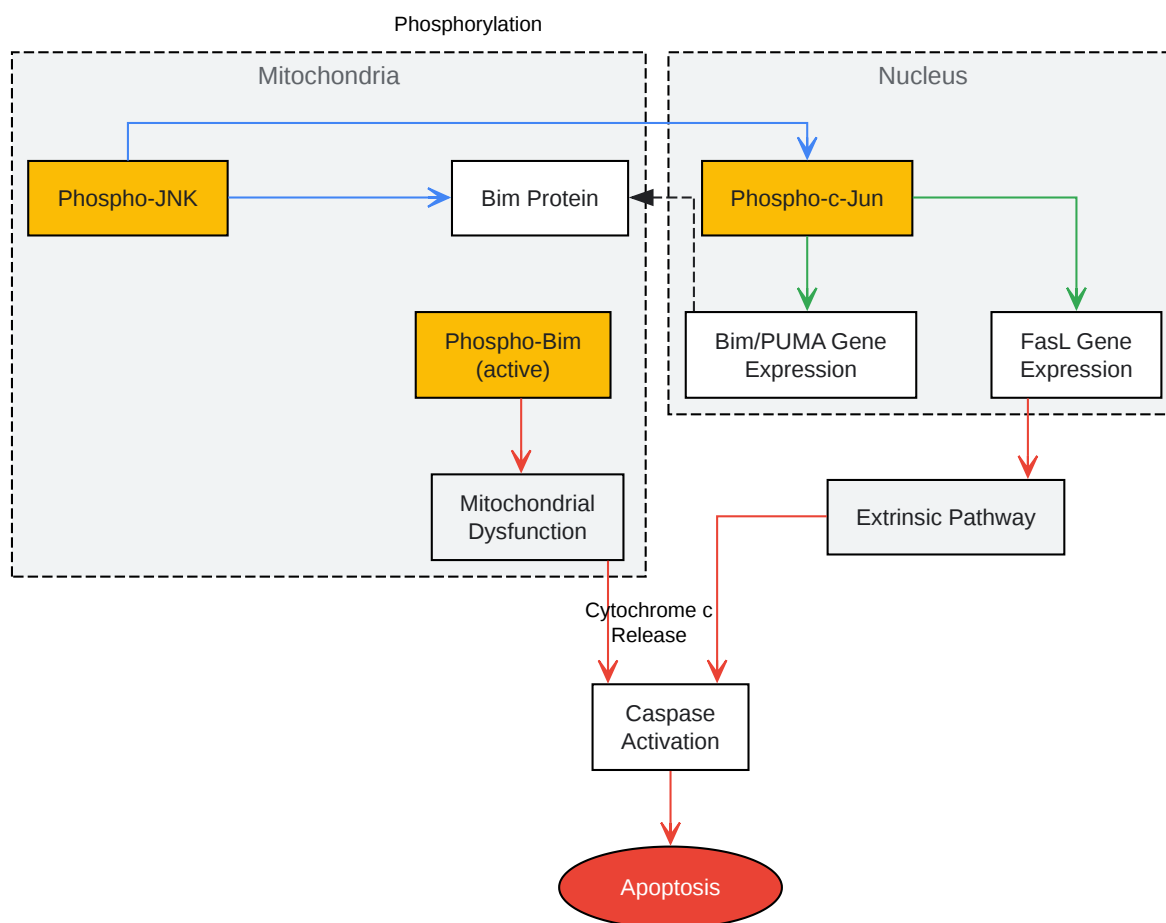 Phosphorylation
Mitochondria
Nucleus
Phospho-JNK
Bim Protein
Phospho-c-Jun
Phospho-Bim
(active)
Bim/PUMA Gene
Expression
FasL Gene
Expression
Mitochondrial
Dysfunction
Extrinsic Pathway
Cytochrome c
Release
Caspase
Activation
Apoptosis